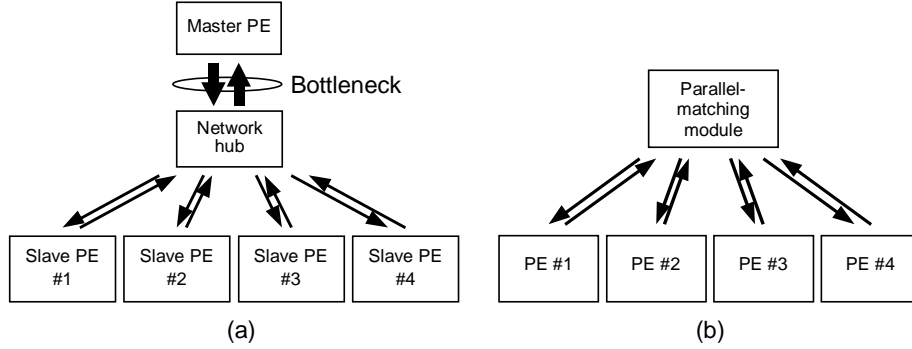 Master PE
Bottleneck
Network
hub
Slave PE
#1
Slave PE
#2
Slave PE
#3
Slave PE
#4
(a)
Parallel-
matching
module
PE #1
PE #2
PE #3
PE #4
(b)